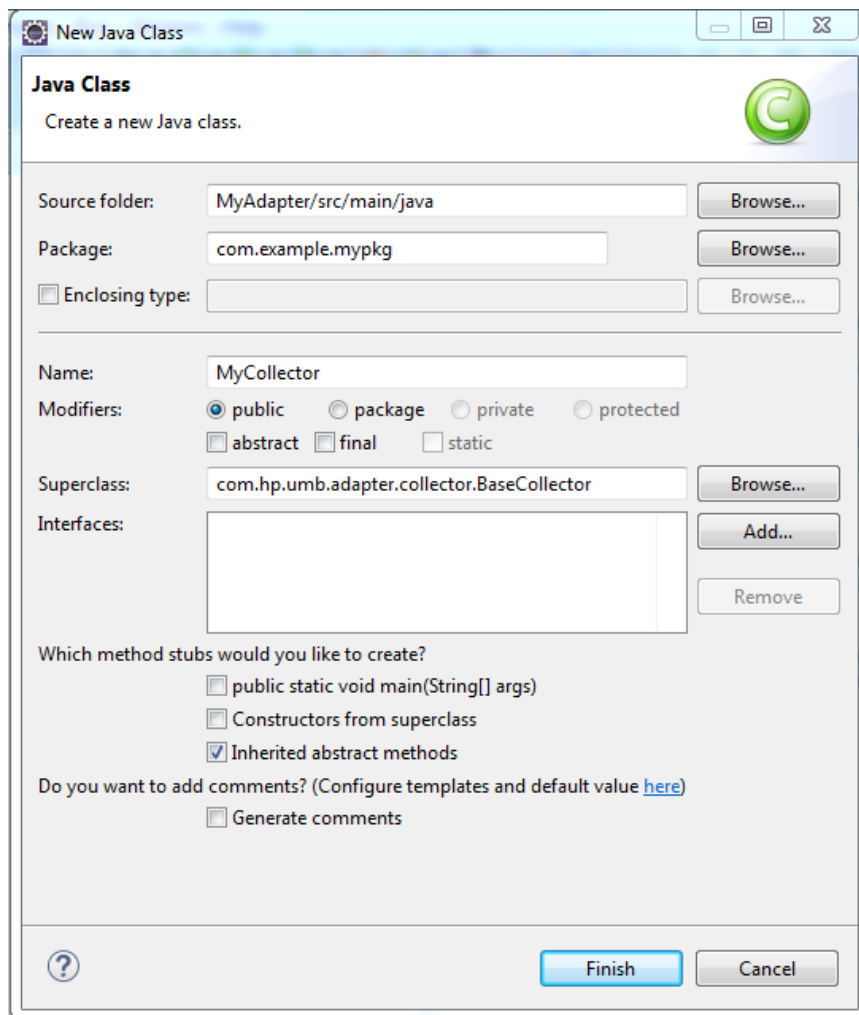 New Java Class
Java Class
Create a new Java class.
Source folder: MyAdapter/src/main/java Browse...
Package: com.example.mypkg Browse...
Enclosing type: Browse...
Name: MyCollector
Modifiers: public package private protected
abstract final static
Superclass: com.hp.umb.adapter.collector.BaseCollector Browse...
Interfaces: Add...
Remove
Which method stubs would you like to create?
public static void main(String[] args)
Constructors from superclass
Inherited abstract methods
Do you want to add comments? (Configure templates and default value here)
Generate comments
? Finish Cancel